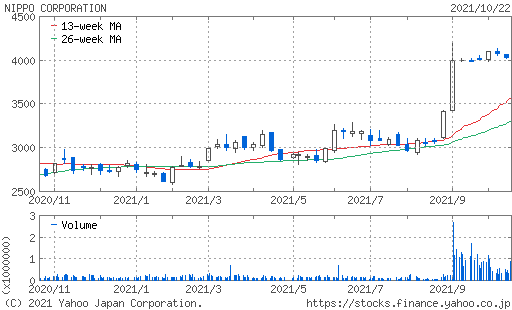 NIPPO CORPORATION 2021/10/22
13-week MA
26-week MA
4500
4000
3500
3000
2500
2020/11 2021/1 2021/3 2021/5 2021/7 2021/9
3
2
1
0
(x1000000)
Volume
2020/11 2021/1 2021/3 2021/5 2021/7 2021/9
(C) 2021 Yahoo Japan Corporation. https://stocks.finance.yahoo.co.jp/